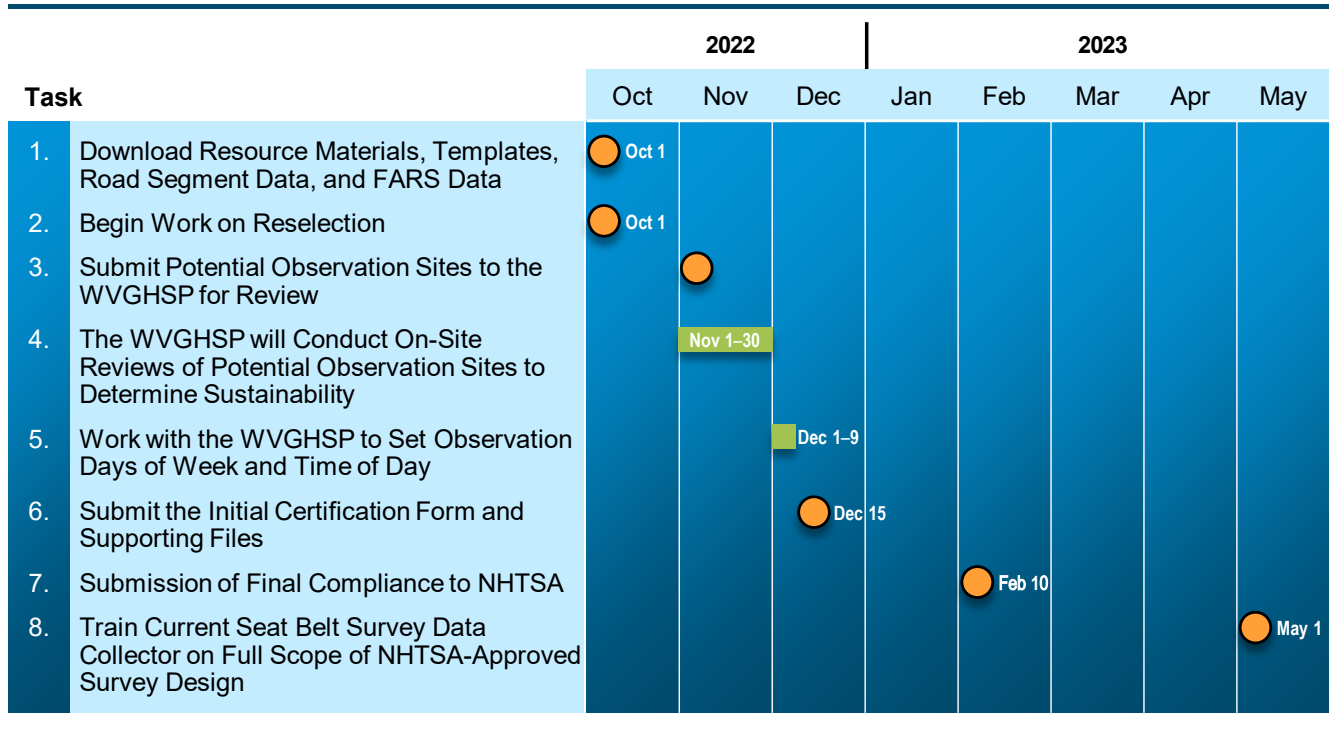 2022 2023
Task Oct Nov Dec Jan Feb Mar Apr May
1. Download Resource Materials, Templates, Oct 1
Road Segment Data, and FARS Data
2. Begin Work on Reselection Oct 1
3. Submit Potential Observation Sites to the
WVGHSP for Review
4. The WVGHSP will Conduct On-Site Nov 1–30
Reviews of Potential Observation Sites to
Determine Sustainability
5. Work with the WVGHSP to Set Observation Dec 1–9
Days of Week and Time of Day
6. Submit the Initial Certification Form and Dec 15
Supporting Files
7. Submission of Final Compliance to NHTSA Feb 10
8. Train Current Seat Belt Survey Data May 1
Collector on Full Scope of NHTSA-Approved
Survey Design